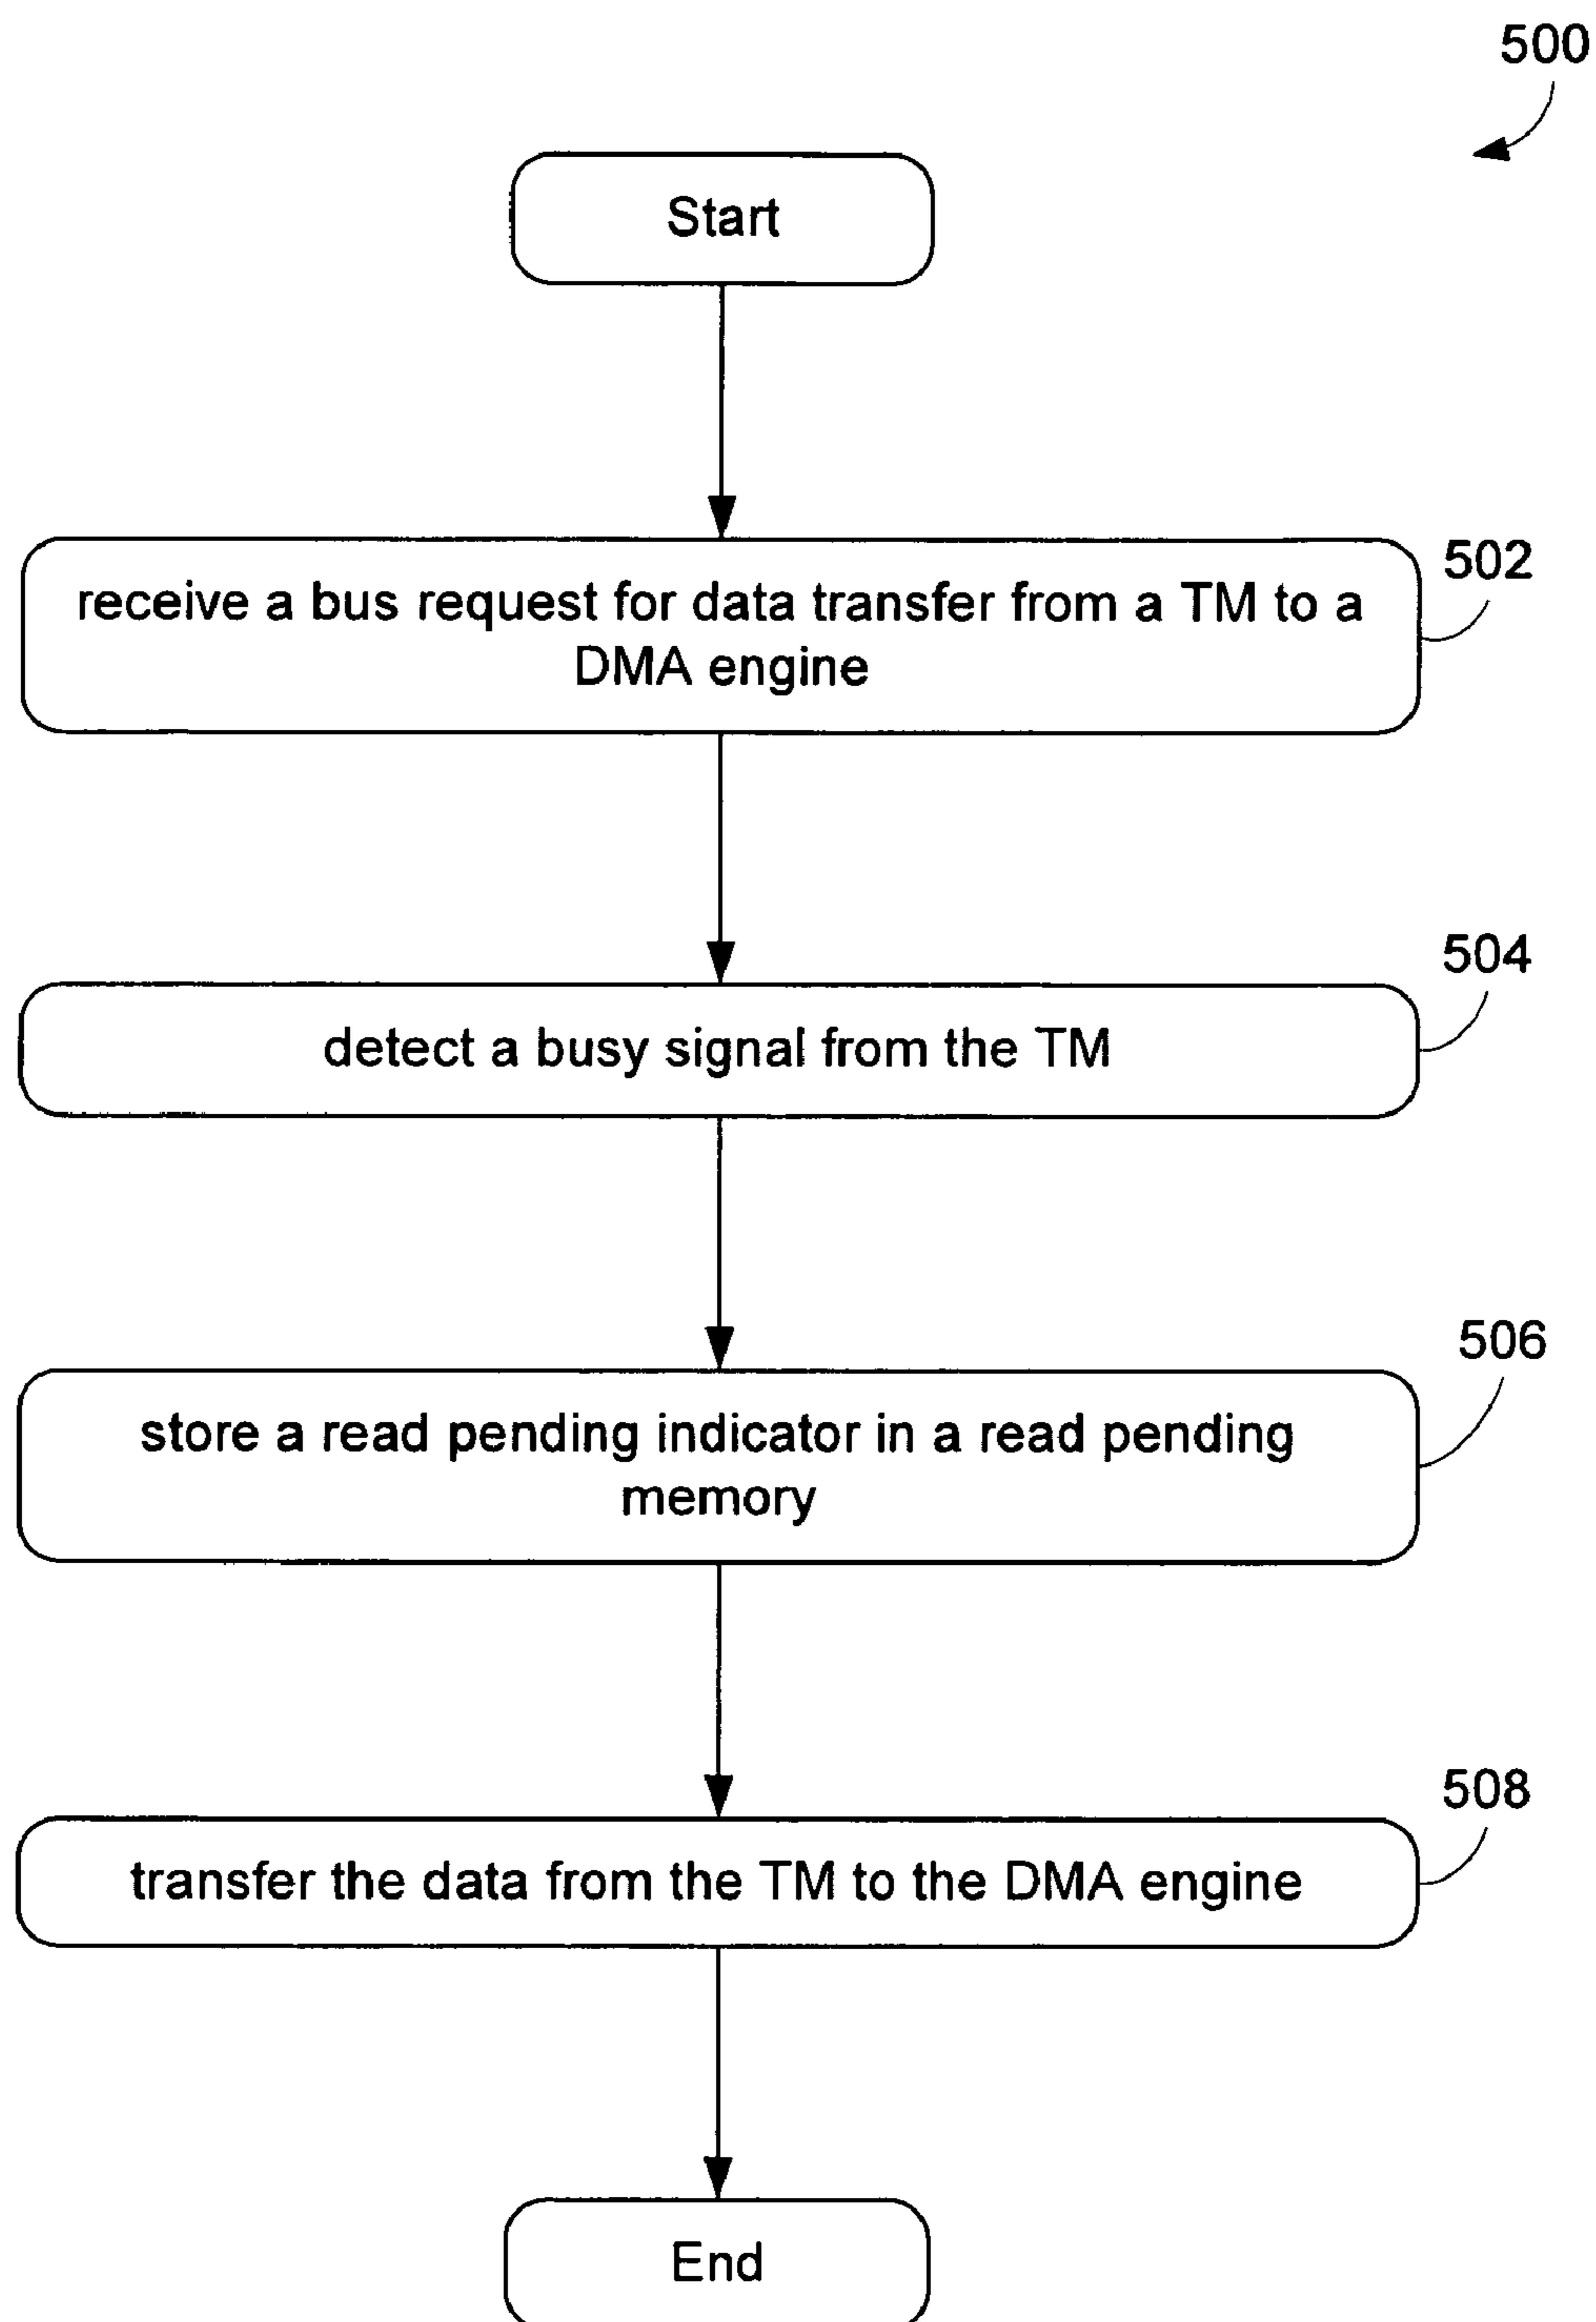 500
Start
receive a bus request for data transfer from a TM to a
DMA engine
502
detect a busy signal from the TM
504
store a read pending indicator in a read pending
memory
506
transfer the data from the TM to the DMA engine
508
End